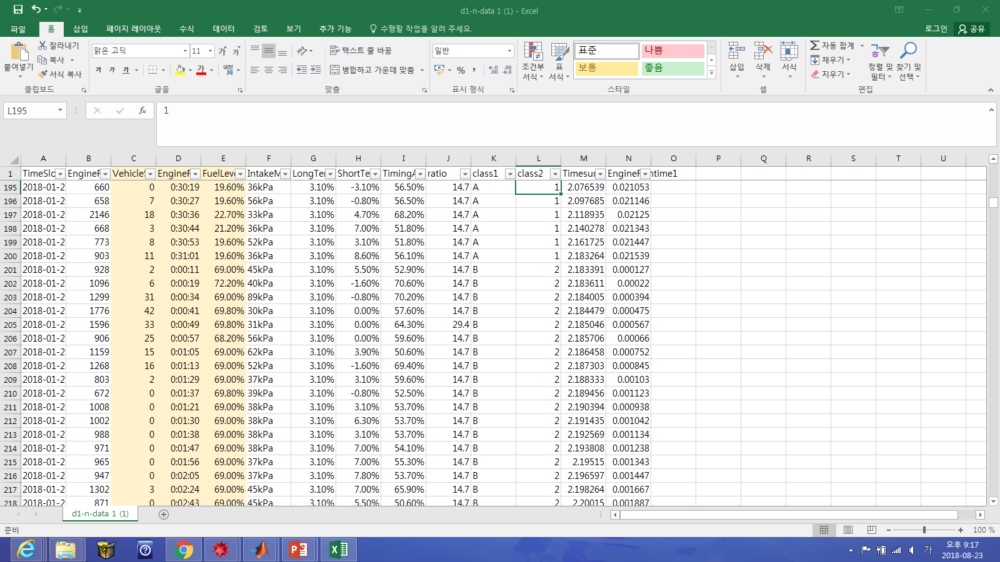 d1-n-data 1 (1) - Excel
파일 홈 삽입 페이지 레이아웃 수식 데이터 검토 보기 추가 기능 수행할 작업을 알려 주세요. 로그인 공유
붙여넣기 잘라내기 복사 서식 복사 클립보드
맑은 고딕 11 가 가 가 가 가 가 내천 글꼴
텍스트 줄 바꿈 병합하고 가운데 맞춤 맞춤
일반 % , 표시 형식
조건부 서식 표 서식 표준 나쁨 보통 좋음 스타일
삽입 삭제 서식 셀
자동 합계 채우기 지우기 정렬 및 필터 찾기 및 선택 편집
L195 fx 1
A B C D E F G H I J K L M N O P Q R S T U
1 TimeSlo EngineF Vehicle EngineF FuelLev IntakeM LongTe ShortTe Timing ratio class1 class2 Timesur EngineR ntime1
195 2018-01-2 660 0 0:30:19 19.60% 36kPa 3.10% -3.10% 56.50% 14.7 A 1 2.076539 0.021053
196 2018-01-2 658 7 0:30:27 19.60% 56kPa 3.10% -0.80% 56.50% 14.7 A 1 2.097685 0.021146
197 2018-01-2 2146 18 0:30:36 22.70% 33kPa 3.10% 4.70% 68.20% 14.7 A 1 2.118935 0.02125
198 2018-01-2 668 3 0:30:44 21.20% 36kPa 3.10% 7.00% 51.80% 14.7 A 1 2.140278 0.021343
199 2018-01-2 773 8 0:30:53 19.60% 52kPa 3.10% 3.10% 51.80% 14.7 A 1 2.161725 0.021447
200 2018-01-2 903 11 0:31:01 19.60% 36kPa 3.10% 8.60% 56.10% 14.7 A 1 2.183264 0.021539
201 2018-01-2 928 2 0:00:11 69.00% 45kPa 3.10% 5.50% 52.90% 14.7 B 2 2.183391 0.000127
202 2018-01-2 1096 6 0:00:19 72.20% 40kPa 3.10% -1.60% 70.60% 14.7 B 2 2.183611 0.00022
203 2018-01-2 1299 31 0:00:34 69.00% 89kPa 3.10% -0.80% 70.20% 14.7 B 2 2.184005 0.000394
204 2018-01-2 1776 42 0:00:41 69.80% 30kPa 3.10% 0.00% 57.60% 14.7 B 2 2.184479 0.000475
205 2018-01-2 1596 33 0:00:49 69.80% 31kPa 3.10% 0.00% 64.30% 29.4 B 2 2.185046 0.000567
206 2018-01-2 906 25 0:00:57 68.20% 56kPa 3.10% 0.00% 59.60% 14.7 B 2 2.185706 0.00066
207 2018-01-2 1159 15 0:01:05 69.00% 62kPa 3.10% 3.90% 50.60% 14.7 B 2 2.186458 0.000752
208 2018-01-2 1268 16 0:01:13 69.00% 52kPa 3.10% -1.60% 69.40% 14.7 B 2 2.187303 0.000845
209 2018-01-2 803 2 0:01:29 69.00% 37kPa 3.10% 3.10% 59.60% 14.7 B 2 2.188333 0.00103
210 2018-01-2 672 0 0:01:37 69.80% 39kPa 3.10% -0.80% 52.50% 14.7 B 2 2.189456 0.001123
211 2018-01-2 1008 0 0:01:21 69.00% 38kPa 3.10% 3.10% 53.70% 14.7 B 2 2.190394 0.000938
212 2018-01-2 1002 0 0:01:30 69.00% 38kPa 3.10% 6.30% 53.70% 14.7 B 2 2.191435 0.001042
213 2018-01-2 988 0 0:01:38 69.00% 38kPa 3.10% 3.10% 53.70% 14.7 B 2 2.192569 0.001134
214 2018-01-2 971 0 0:01:47 69.00% 38kPa 3.10% 7.00% 54.10% 14.7 B 2 2.193808 0.001238
215 2018-01-2 965 0 0:01:56 69.00% 37kPa 3.10% 7.00% 55.30% 14.7 B 2 2.19515 0.001343
216 2018-01-2 947 0 0:02:05 69.00% 37kPa 3.10% 7.80% 53.70% 14.7 B 2 2.196597 0.001447
217 2018-01-2 1302 3 0:02:24 69.00% 45kPa 3.10% 7.00% 65.90% 14.7 B 2 2.198264 0.001667
218 2018-01-2 871 0 0:02:43 69.00% 45kPa 3.10% 5.50% 50.60% 14.7 B 2 2.20015 0.001887
d1-n-data 1 (1)
준비 100 %
가 오후 9:17
2018-08-23